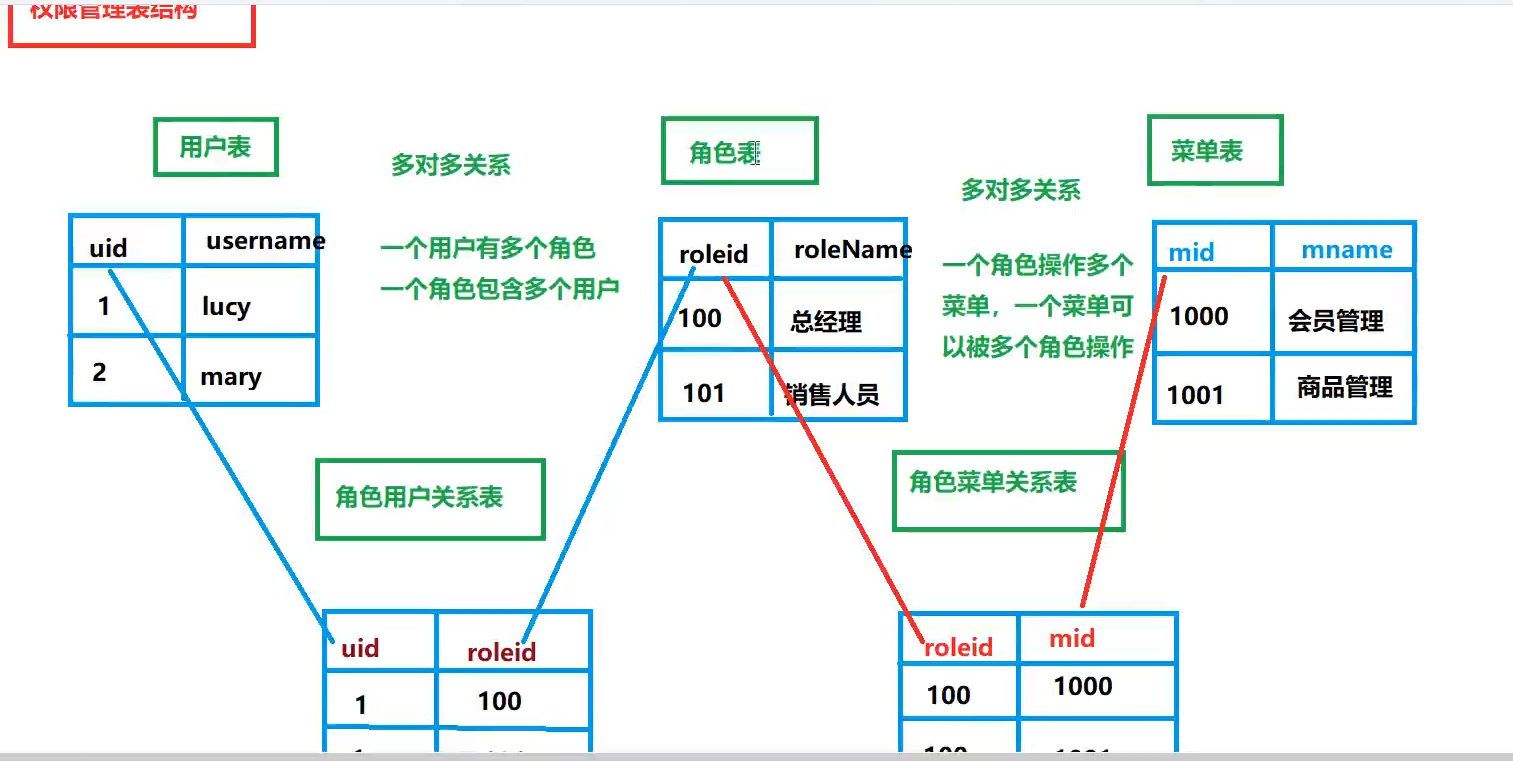 权限管理表结构
用户表
多对多关系
角色表
多对多关系
菜单表
uid username
1 lucy
2 mary
一个用户有多个角色
一个角色包含多个用户
roleid roleName
100 总经理
101 销售人员
一个角色操作多个
菜单，一个菜单可
以被多个角色操作
mid mname
1000 会员管理
1001 商品管理
角色用户关系表
角色菜单关系表
uid roleid
1 100
roleid mid
100 1000
100 1001